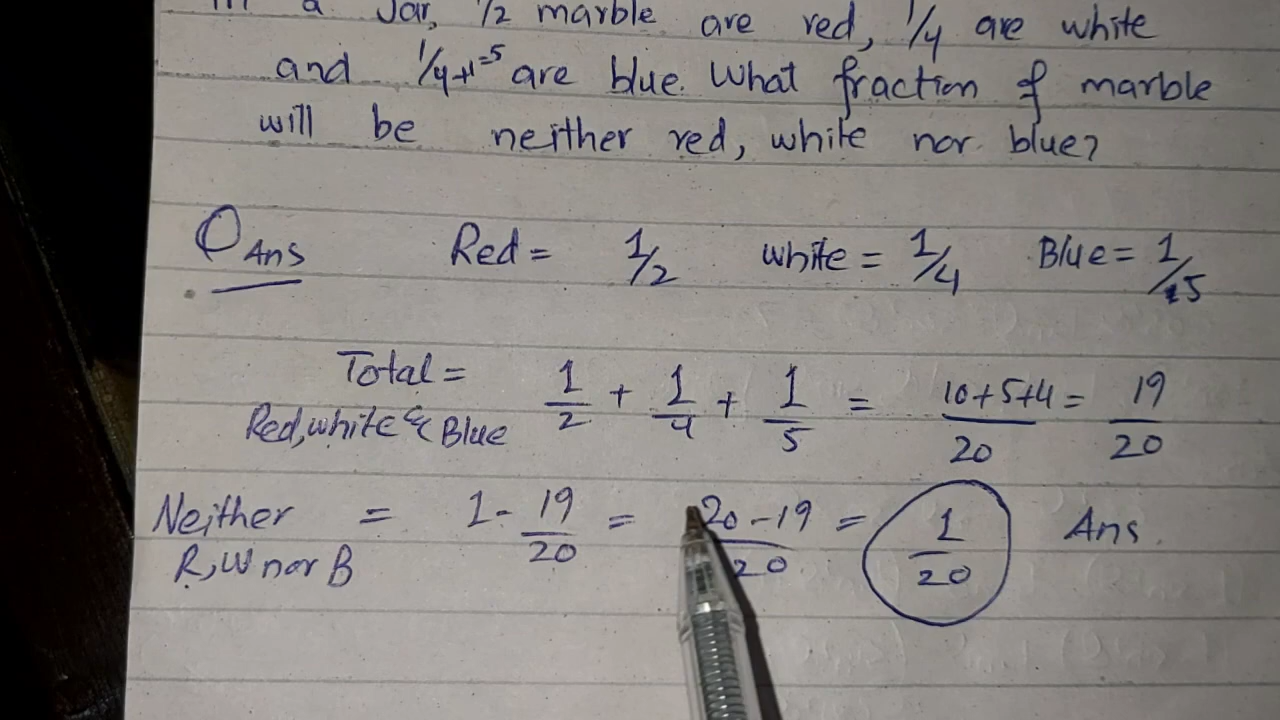 In a Jar, 1/2 marble are red, 1/4 are white
and 1/4+1=5 are blue. What fraction of marble
will be neither red, white nor blue?
Ans Red = 1/2 white = 1/4 Blue = 1/5
Total = 1/2 + 1/4 + 1/5 = 10+5+4/20 = 19/20
Red, white & Blue
Neither = 1 - 19/20 = 20-19/20 = 1/20 Ans.
R, W nor B